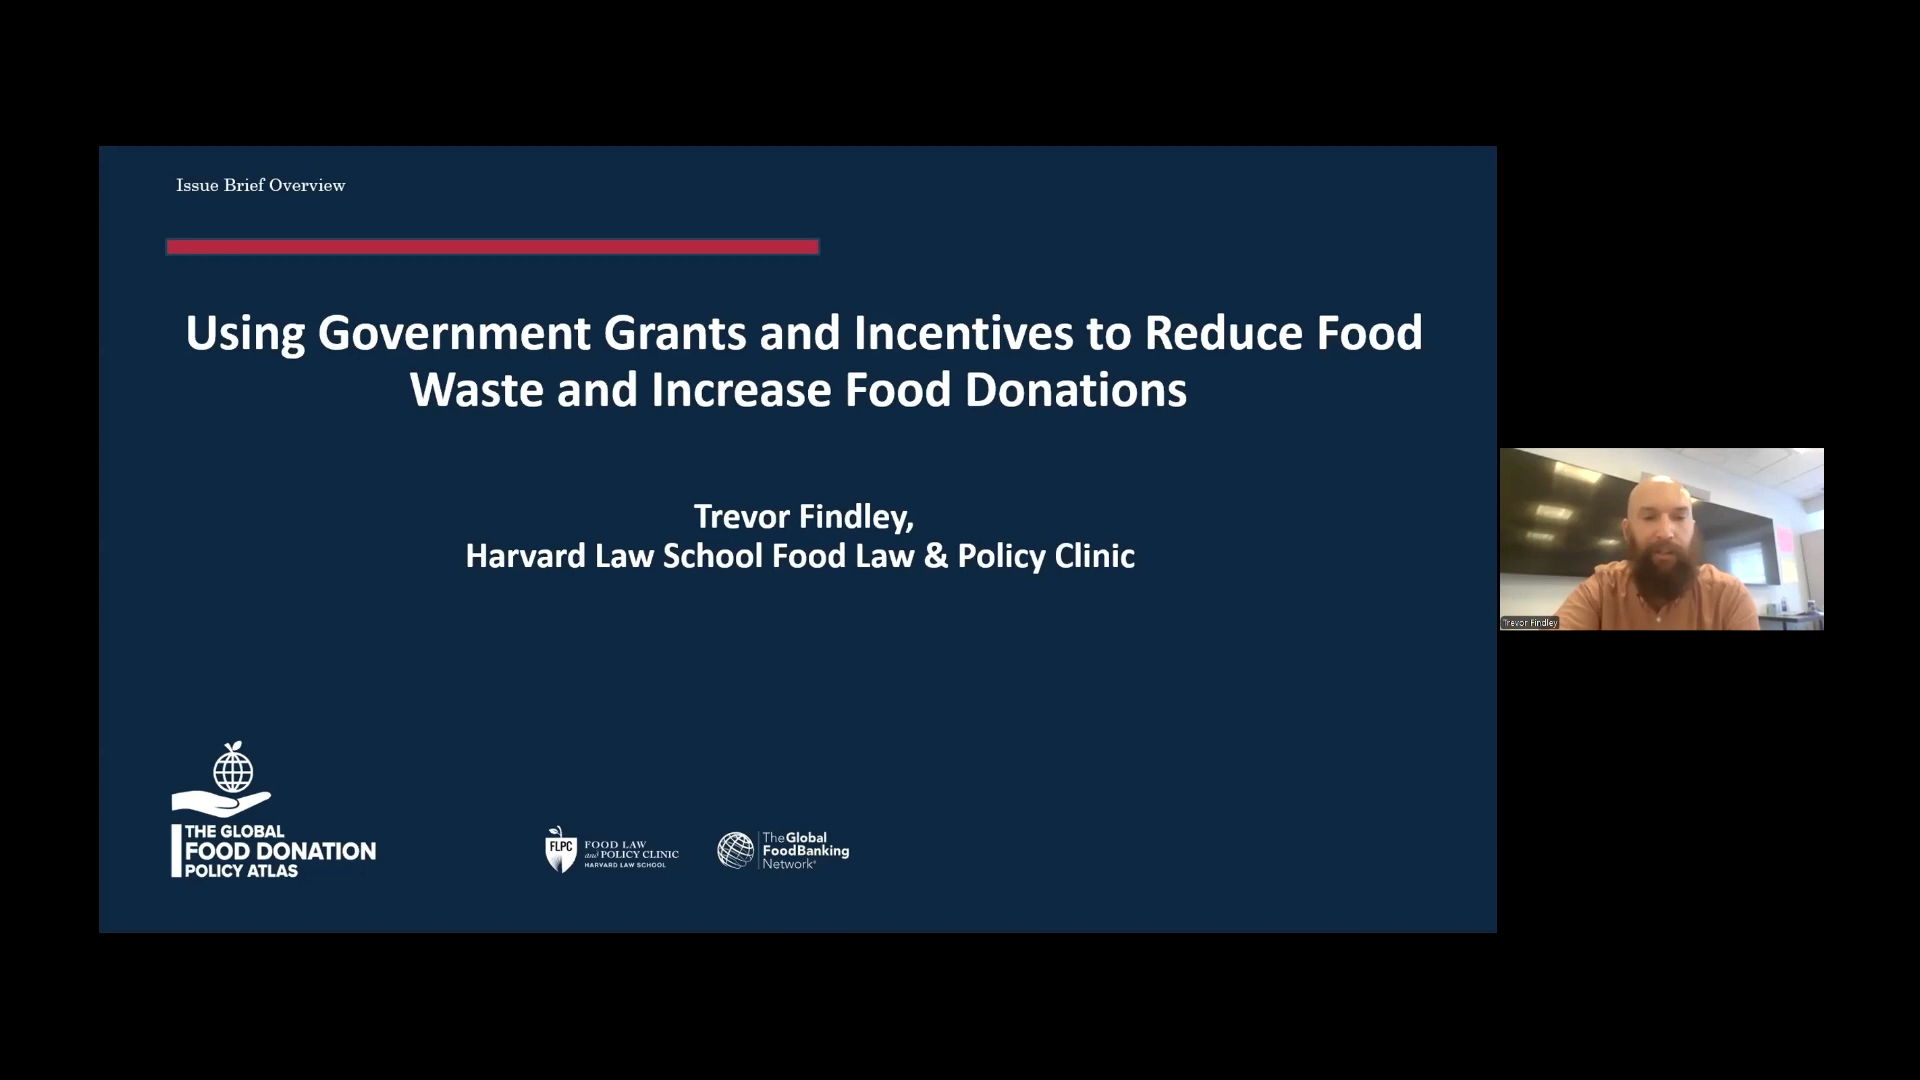 Issue Brief Overview
Using Government Grants and Incentives to Reduce Food
Waste and Increase Food Donations
Trevor Findley,
Harvard Law School Food Law & Policy Clinic
Trevor Findley
THE GLOBAL
FOOD DONATION
POLICY ATLAS
FLPC
FOOD LAW
and POLICY CLINIC
HARVARD LAW SCHOOL
The Global
FoodBanking
Network®